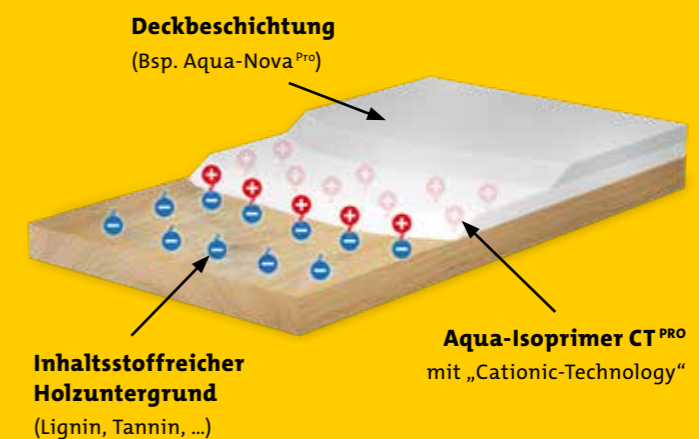 Deckbeschichtung
(Bsp. Aqua-Nova Pro)
Aqua-Isoprimer CT PRO
mit „Cationic-Technology“
Inhaltsstoffreicher
Holzuntergrund
(Lignin, Tannin, ...)